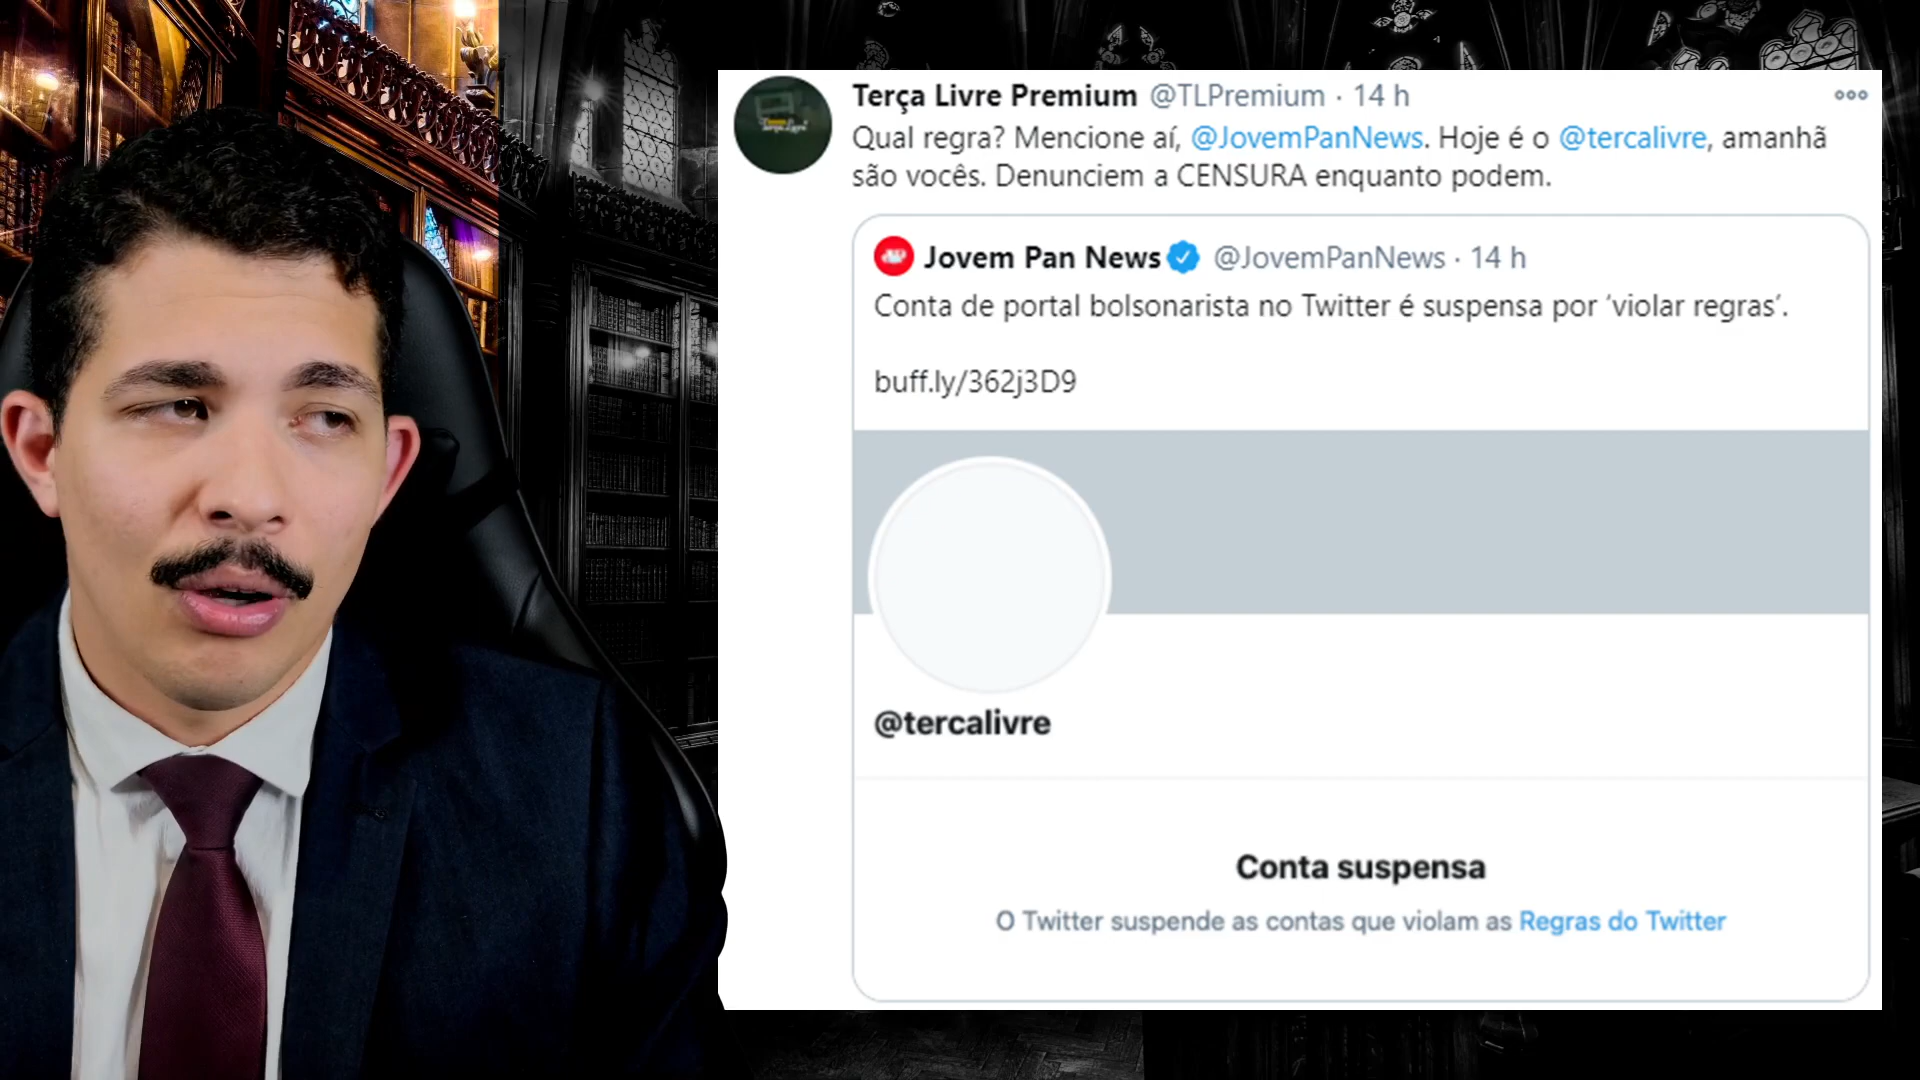 Terça Livre Premium @TLPremium · 14 h
Qual regra? Mencione aí, @JovemPanNews. Hoje é o @tercalivre, amanhã
são vocês. Denunciem a CENSURA enquanto podem.
Jovem Pan News @JovemPanNews · 14 h
Conta de portal bolsonarista no Twitter é suspensa por ‘violar regras’.
buff.ly/362j3D9
@tercalivre
Conta suspensa
O Twitter suspende as contas que violam as Regras do Twitter